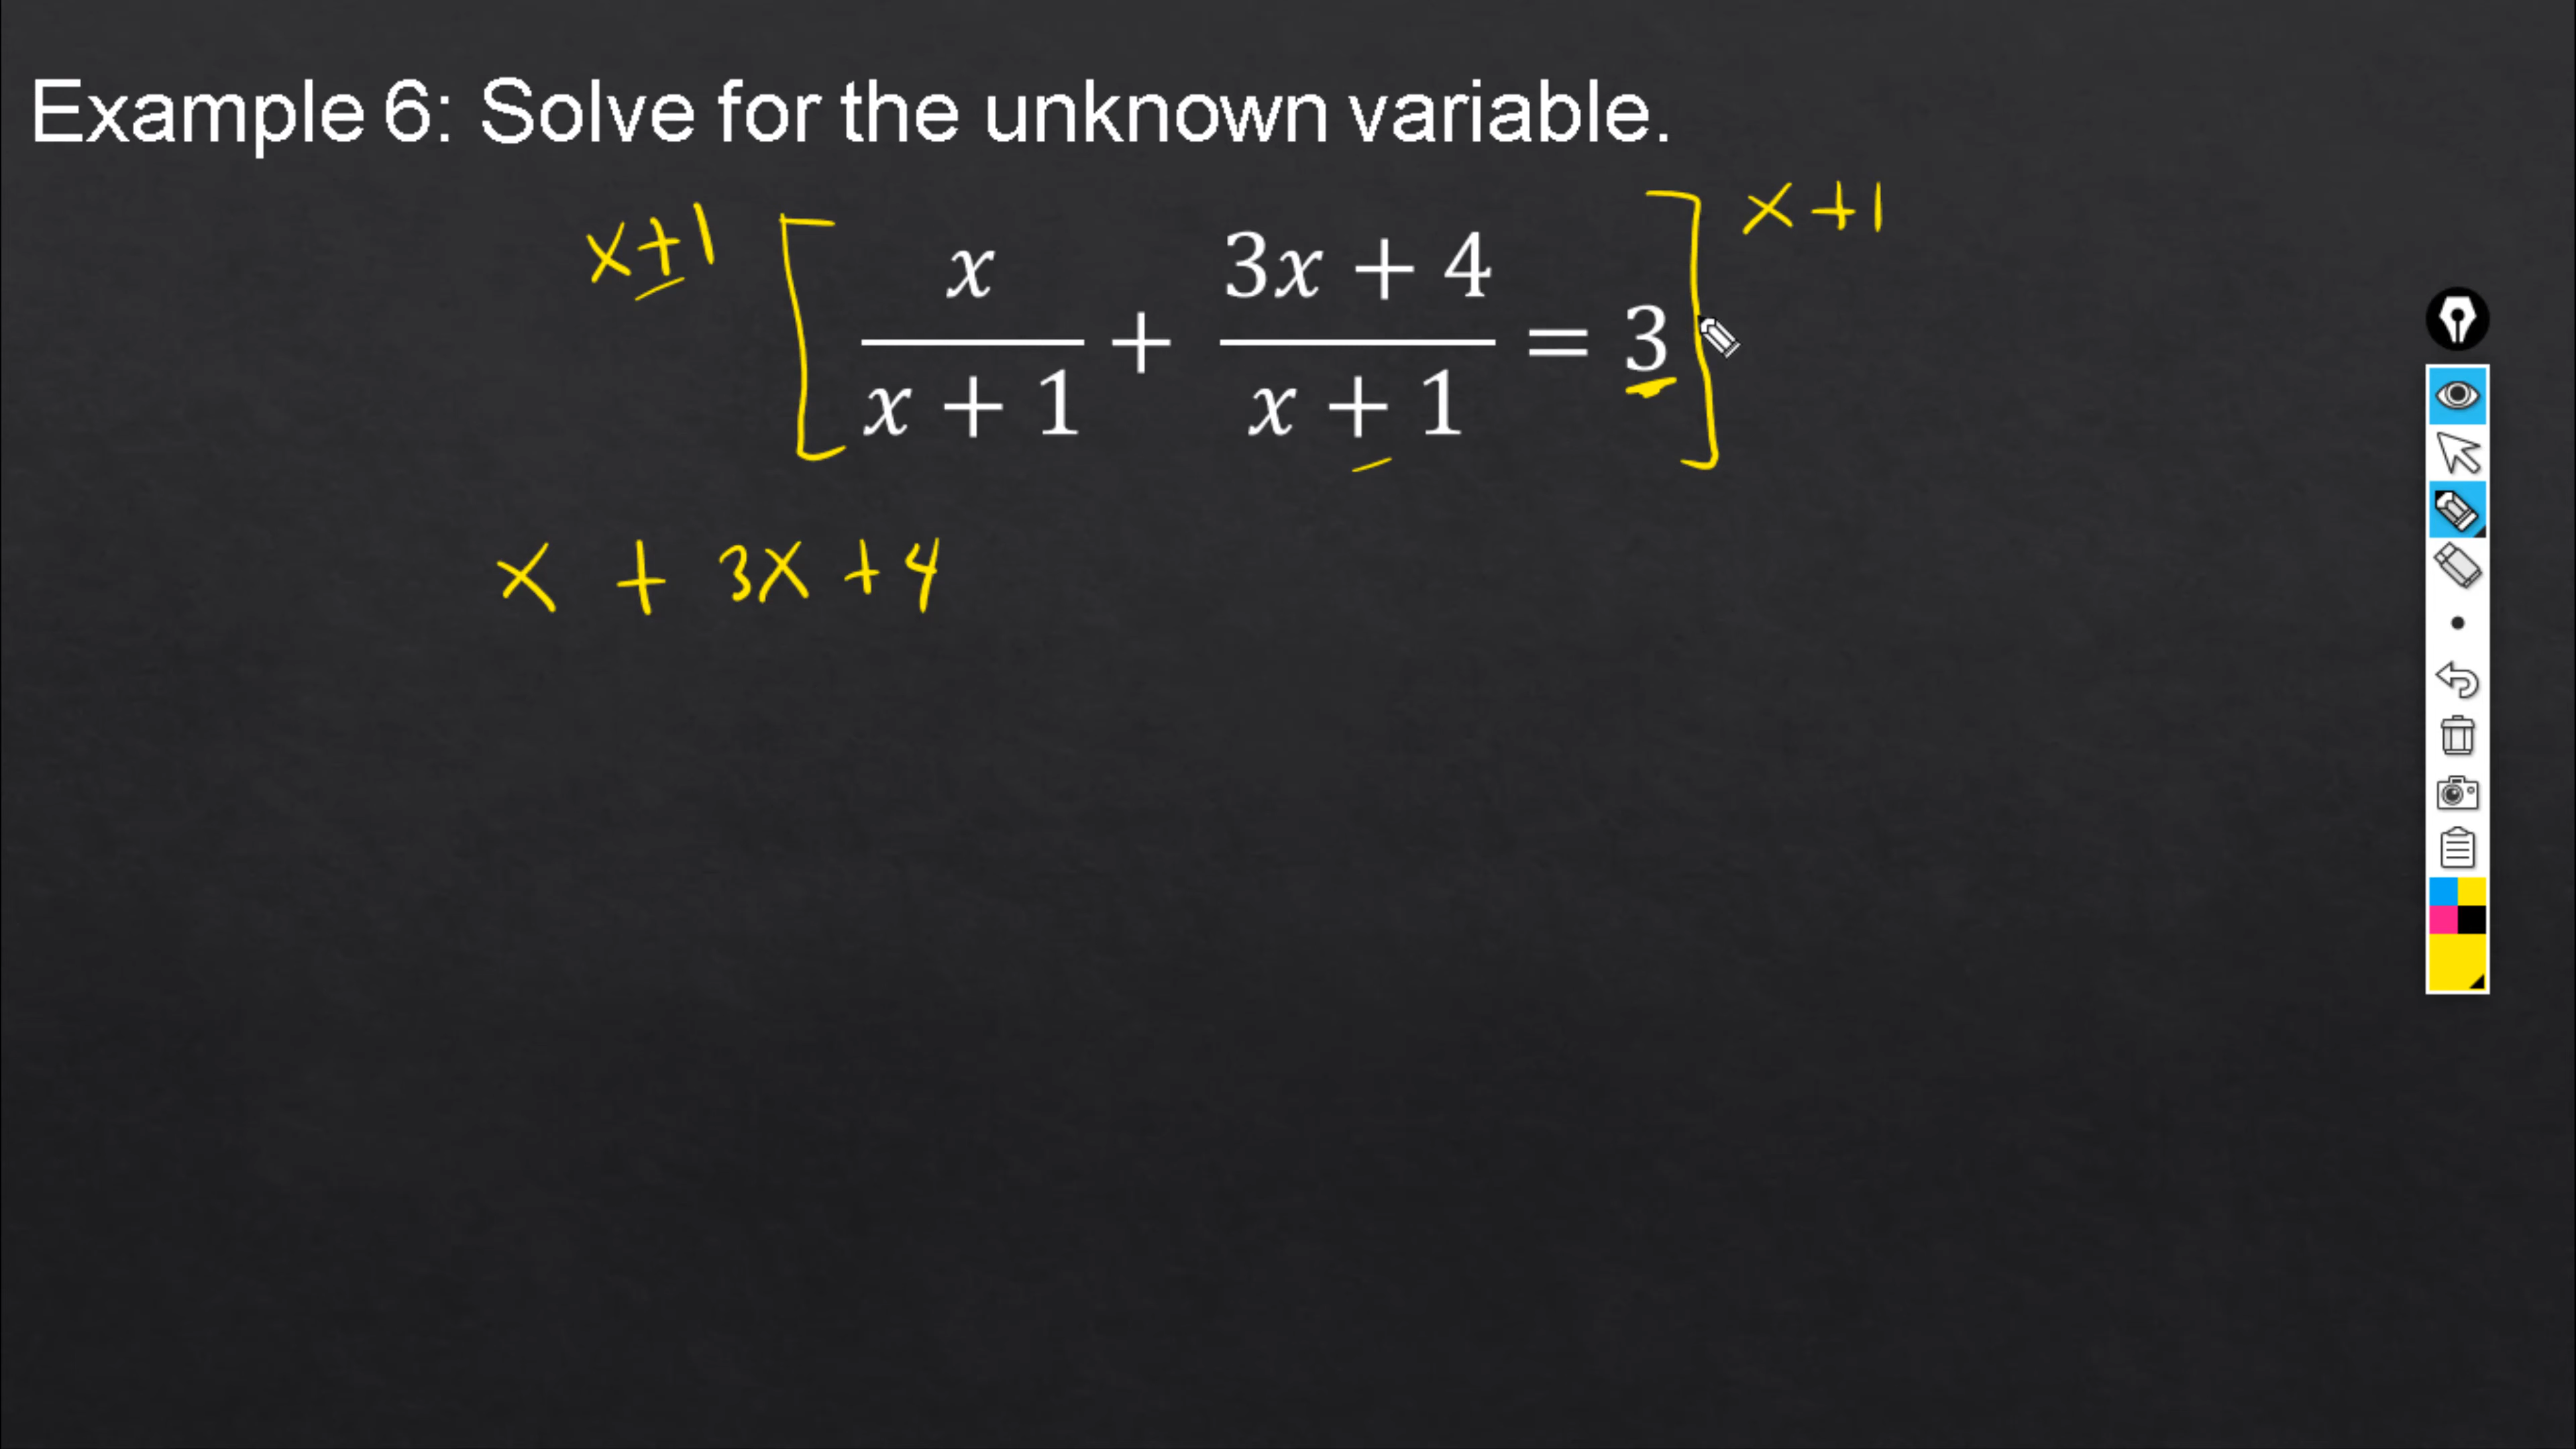 Example 6: Solve for the unknown variable.
x+1 [ x/(x + 1) + (3x + 4)/(x + 1) = 3 ] x+1
x + 3x + 4